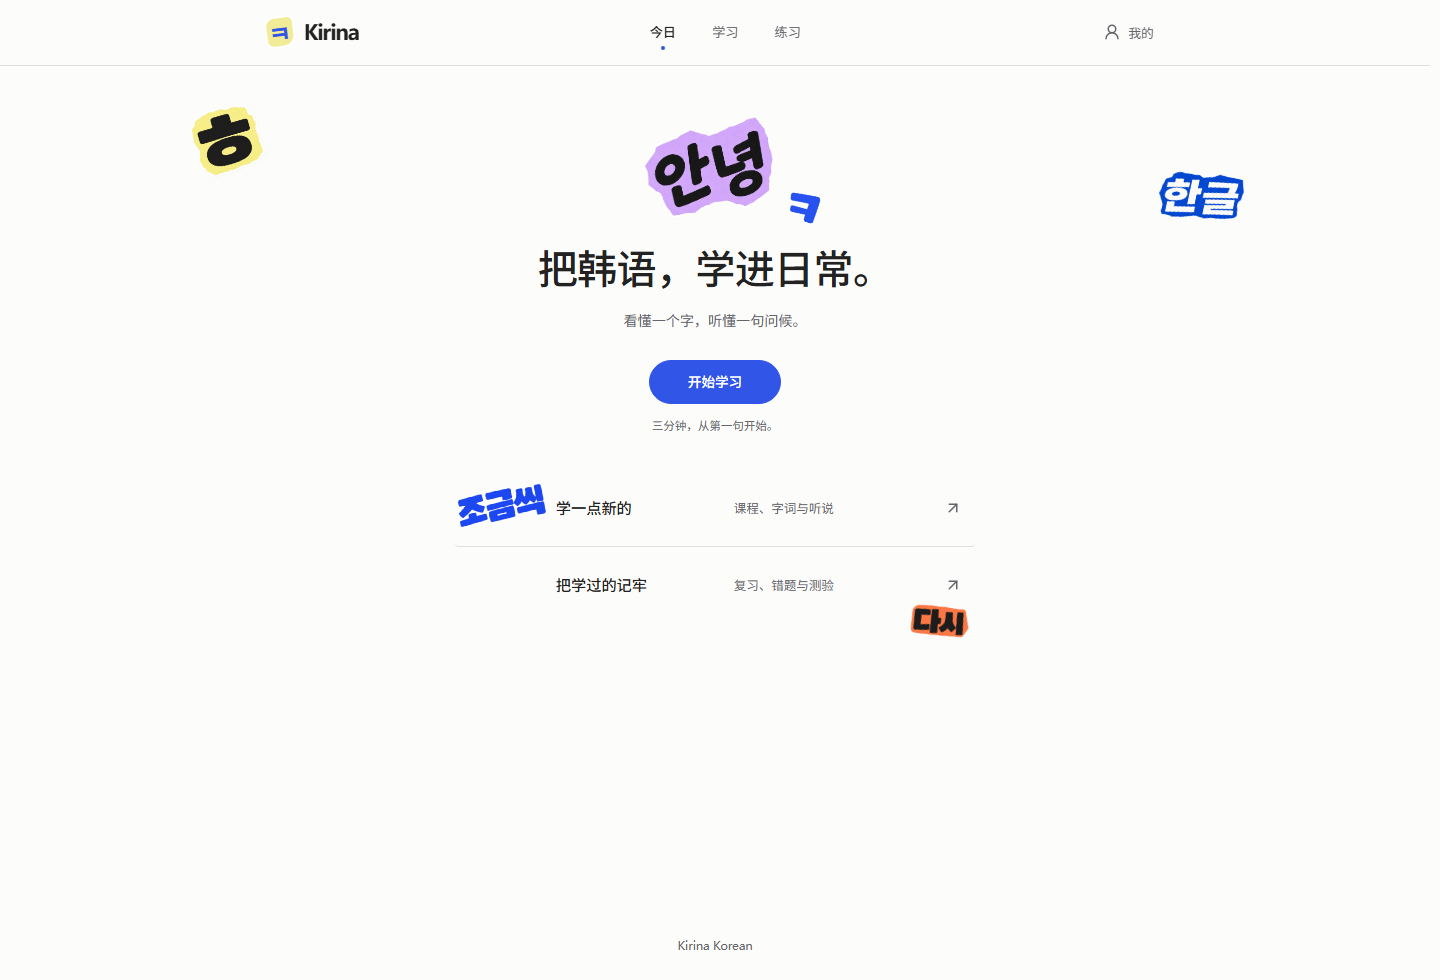 ㅋ Kirina
今日
学习
练习
我的
ㅎ
안녕
ㅋ
한글
把韩语，学进日常。
看懂一个字，听懂一句问候。
开始学习
三分钟，从第一句开始。
조금씩
学一点新的
课程、字词与听说
把学过的记牢
复习、错题与测验
다시
Kirina Korean